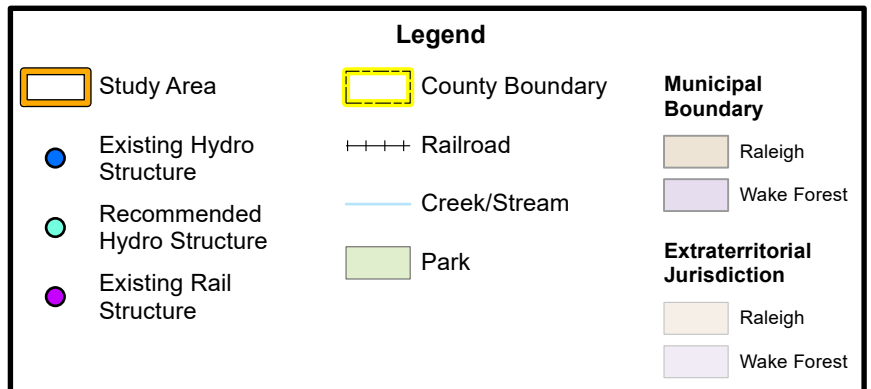 Legend
Study Area
Existing Hydro
Structure
Recommended
Hydro Structure
Existing Rail
Structure
County Boundary
Railroad
Creek/Stream
Park
Municipal
Boundary
Raleigh
Wake Forest
Extraterritorial
Jurisdiction
Raleigh
Wake Forest